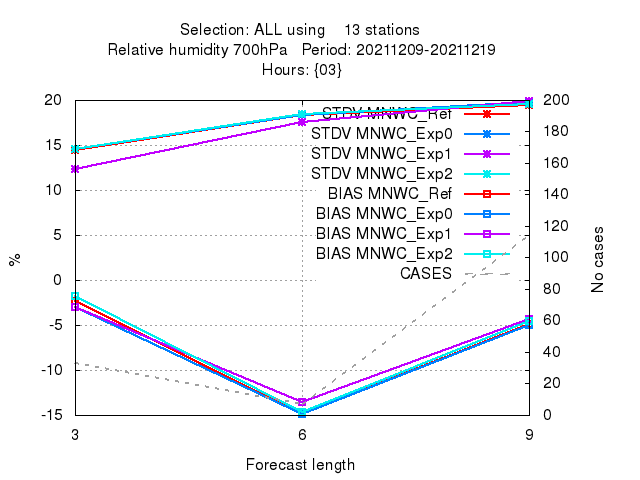 Selection: ALL using 13 stations
Relative humidity 700hPa Period: 20211209-20211219
Hours: {03}
20
15
10
5
0
-5
-10
-15
%
200
180
160
140
120
100
80
60
40
20
0
No cases
STDV MNWC_Ref
STDV MNWC_Exp0
STDV MNWC_Exp1
STDV MNWC_Exp2
BIAS MNWC_Ref
BIAS MNWC_Exp0
BIAS MNWC_Exp1
BIAS MNWC_Exp2
CASES
3 6 9
Forecast length